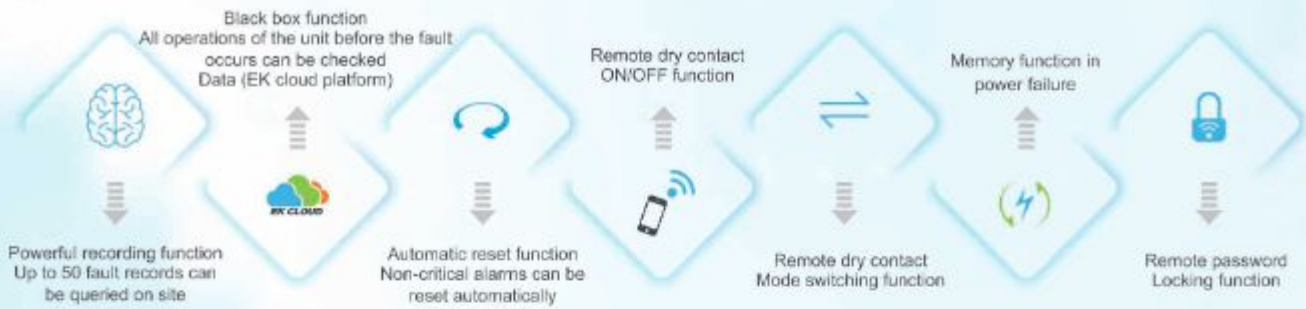 Black box function
All operations of the unit before the fault
occurs can be checked
Data (EK cloud platform)
Remote dry contact
ON/OFF function
Memory function in
power failure
EK CLOUD
Powerful recording function
Up to 50 fault records can
be queried on site
Automatic reset function
Non-critical alarms can be
reset automatically
Remote dry contact
Mode switching function
Remote password
Locking function